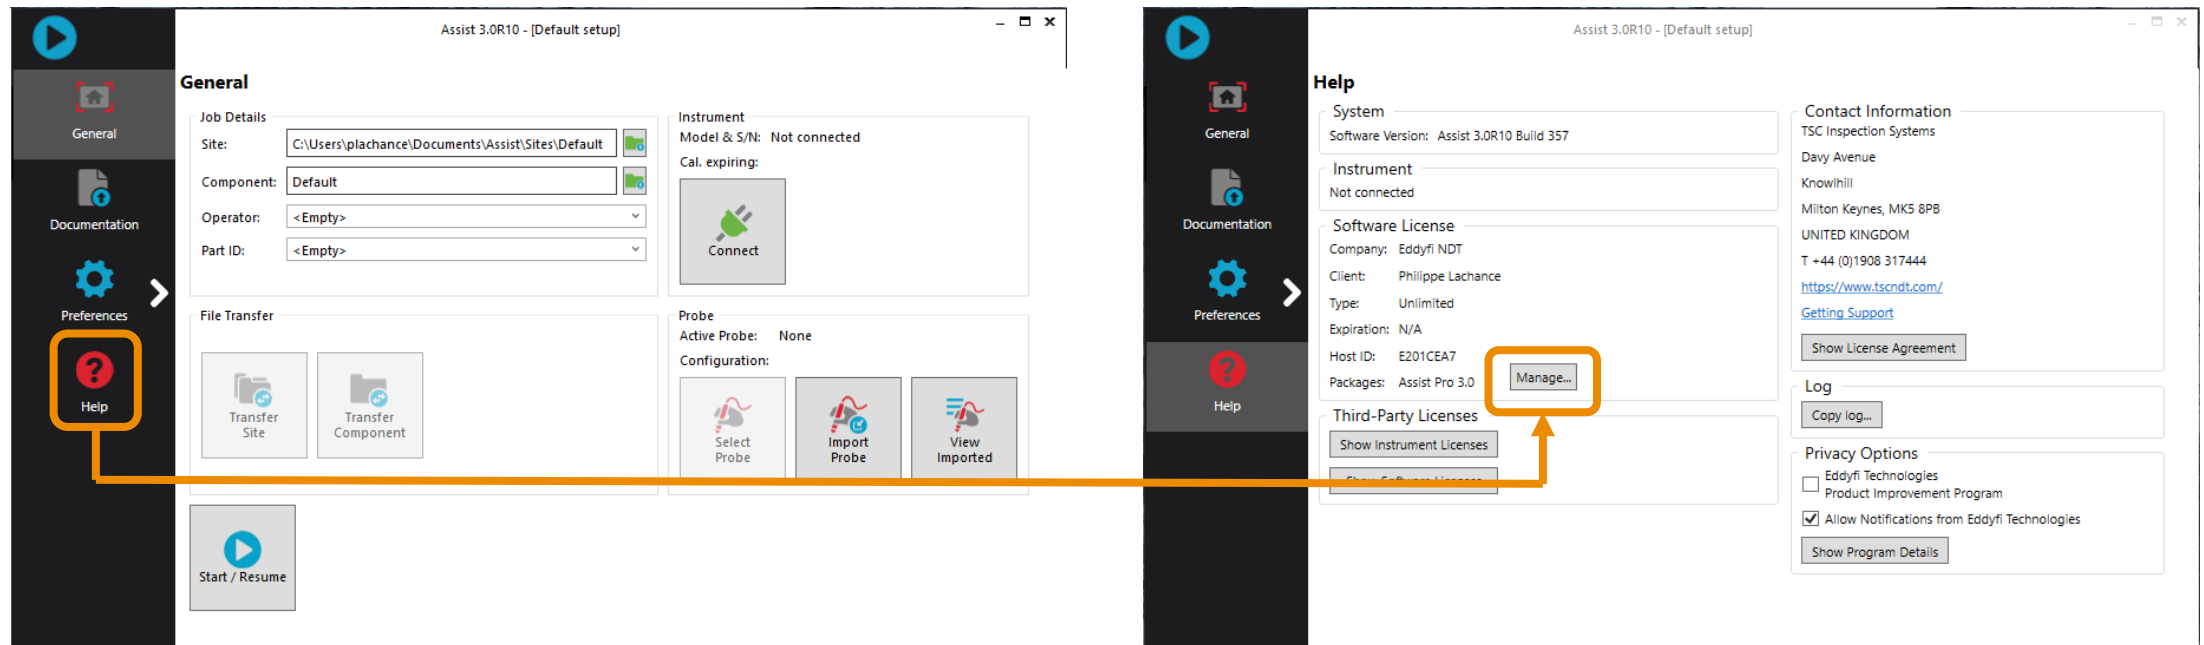 Assist 3.0R10 - [Default setup]
General
Documentation
Preferences
Help
General
Job Details
Site: C:\Users\plachance\Documents\Assist\Sites\Default
Component: Default
Operator: <Empty>
Part ID: <Empty>
Instrument
Model & S/N: Not connected
Cal. expiring:
Connect
File Transfer
Transfer
Site
Transfer
Component
Probe
Active Probe: None
Configuration:
Select
Probe
Import
Probe
View
Imported
Start / Resume
Assist 3.0R10 - [Default setup]
General
Documentation
Preferences
Help
Help
System
Software Version: Assist 3.0R10 Build 357
Instrument
Not connected
Software License
Company: Eddyfi NDT
Client: Philippe Lachance
Type: Unlimited
Expiration: N/A
Host ID: E201CEA7
Packages: Assist Pro 3.0
Manage...
Third-Party Licenses
Show Instrument Licenses
Show Software Licenses
Contact Information
TSC Inspection Systems
Davy Avenue
Knowlhill
Milton Keynes, MK5 8PB
UNITED KINGDOM
T +44 (0)1908 317444
https://www.tscndt.com/
Getting Support
Show License Agreement
Log
Copy log...
Privacy Options
Eddyfi Technologies
Product Improvement Program
Allow Notifications from Eddyfi Technologies
Show Program Details